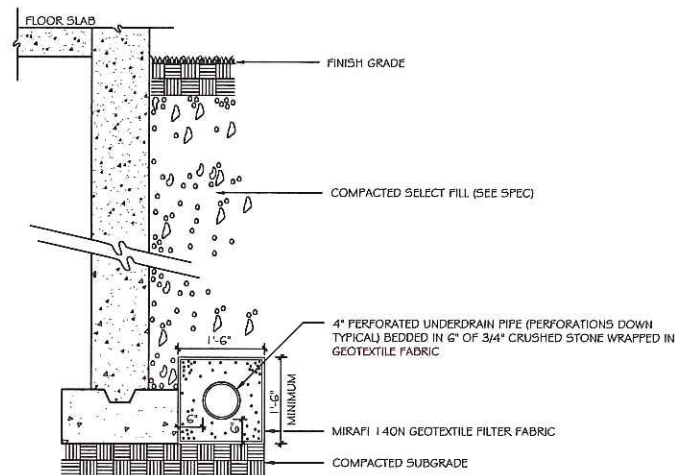 FLOOR SLAB
FINISH GRADE
COMPACTED SELECT FILL (SEE SPEC)
4" PERFORATED UNDERDRAIN PIPE (PERFORATIONS DOWN
TYPICAL) BEDDED IN 6" OF 3/4" CRUSHED STONE WRAPPED IN
GEOTEXTILE FABRIC
1'-6"
1'-6"
MINIMUM
6"
6"
MIRAFI 140N GEOTEXTILE FILTER FABRIC
COMPACTED SUBGRADE